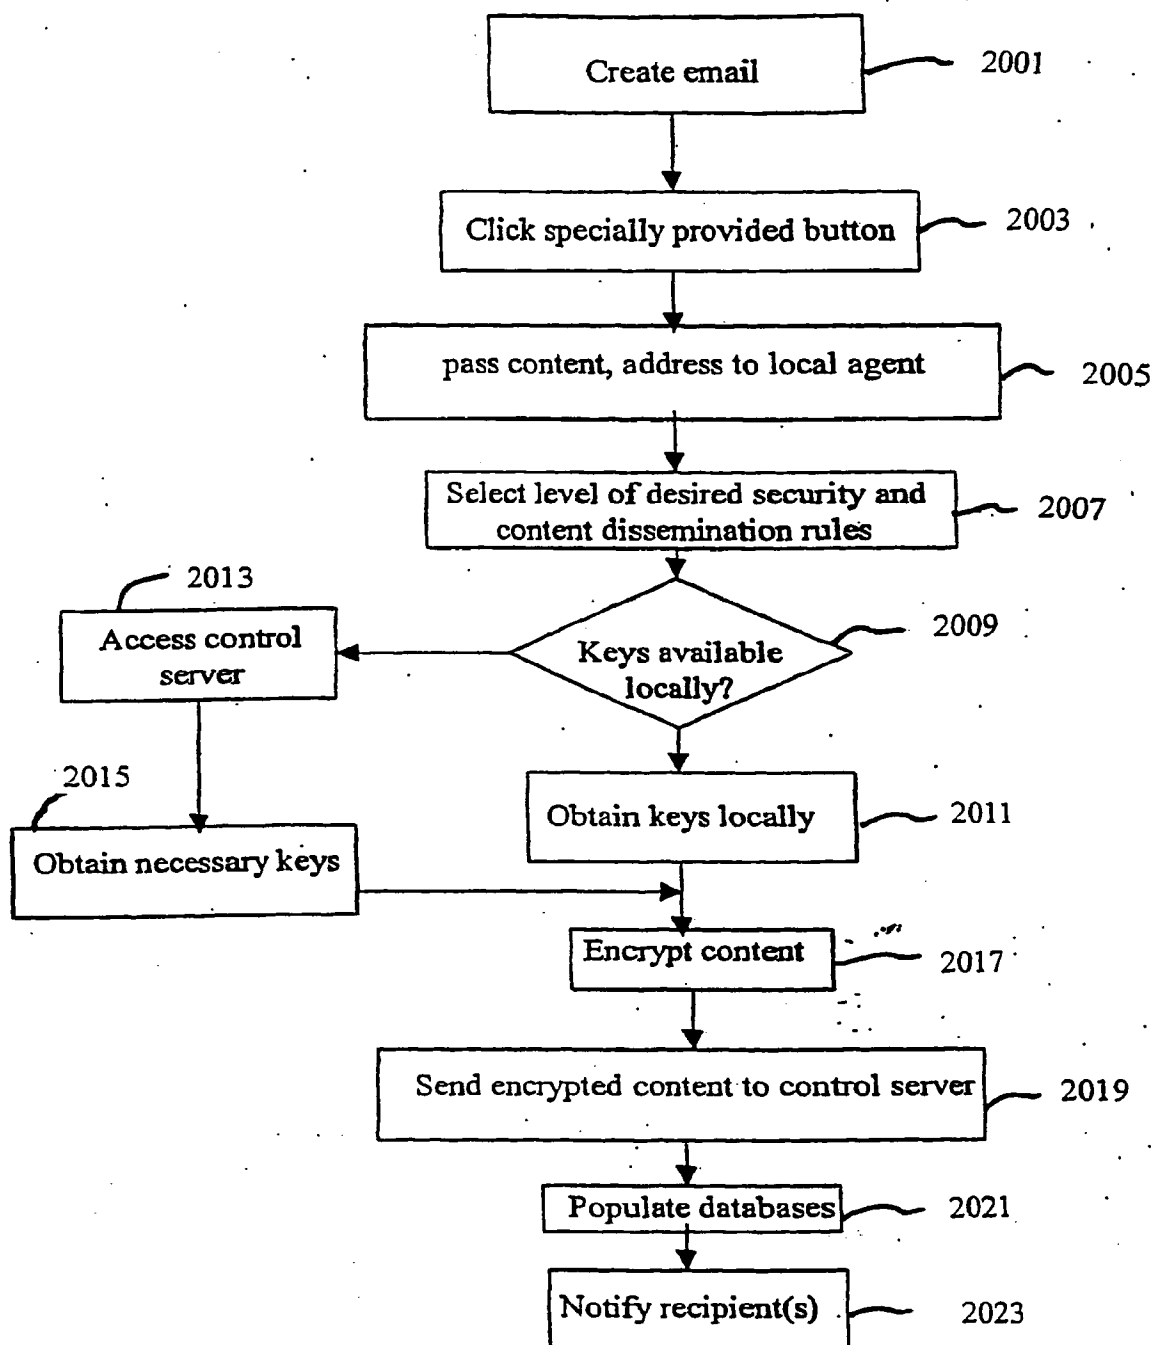 Create email
2001
Click specially provided button
2003
pass content, address to local agent
2005
Select level of desired security and
content dissemination rules
2007
2013
Access control
server
Keys available
locally?
2009
2015
Obtain necessary keys
Obtain keys locally
2011
Encrypt content
2017
Send encrypted content to control server
2019
Populate databases
2021
Notify recipient(s)
2023